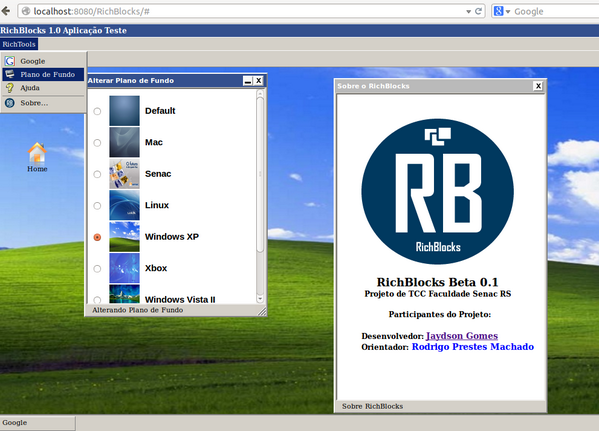 localhost:8080/RichBlocks/#
Google
RichBlocks 1.0 Aplicação Teste
RichTools
Google
Plano de Fundo
Ajuda
Sobre...
Home
Alterar Plano de Fundo
Default
Mac
Senac
Linux
Windows XP
Xbox
Windows Vista II
Alterando Plano de Fundo
Sobre o RichBlocks
X
RB
RichBlocks
RichBlocks Beta 0.1
Projeto de TCC Faculdade Senac RS
Participantes do Projeto:
Desenvolvedor: Jaydson Gomes
Orientador: Rodrigo Prestes Machado
Sobre RichBlocks
Google